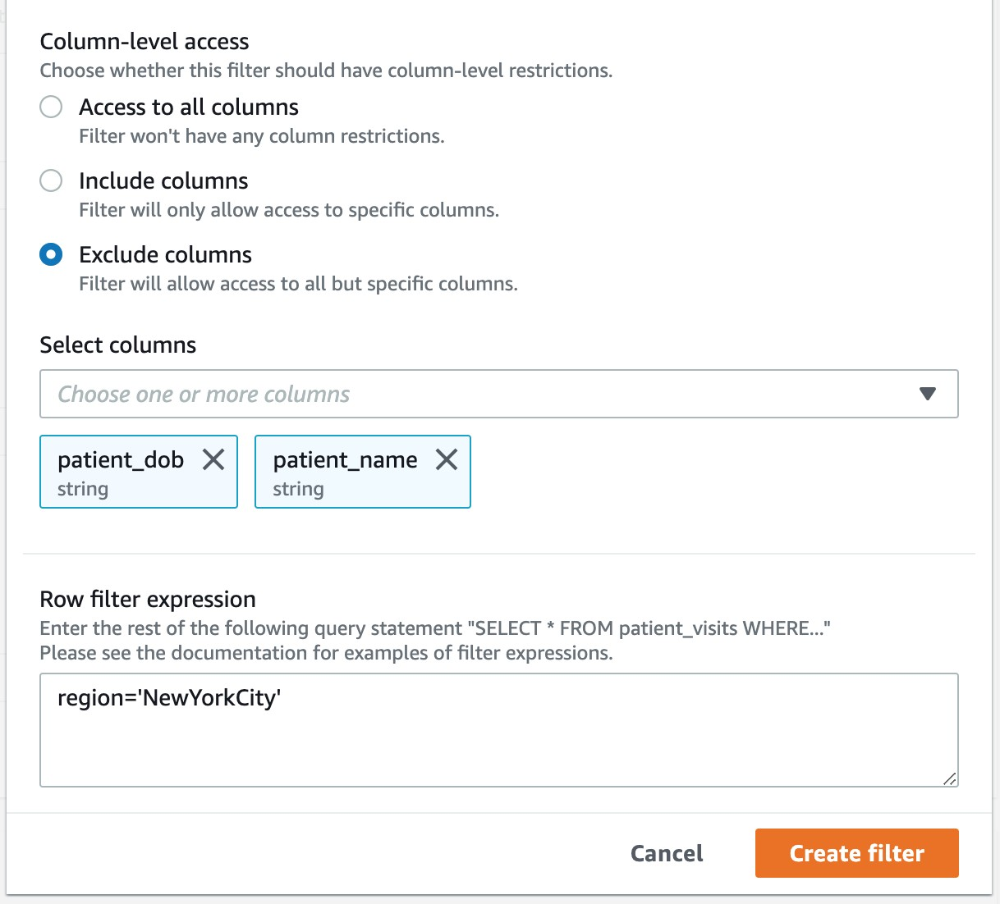 Column-level access
Choose whether this filter should have column-level restrictions.
Access to all columns
Filter won't have any column restrictions.
Include columns
Filter will only allow access to specific columns.
Exclude columns
Filter will allow access to all but specific columns.
Select columns
Choose one or more columns
patient_dob patient_name
string string
Row filter expression
Enter the rest of the following query statement "SELECT * FROM patient_visits WHERE..."
Please see the documentation for examples of filter expressions.
region='NewYorkCity'
Cancel Create filter